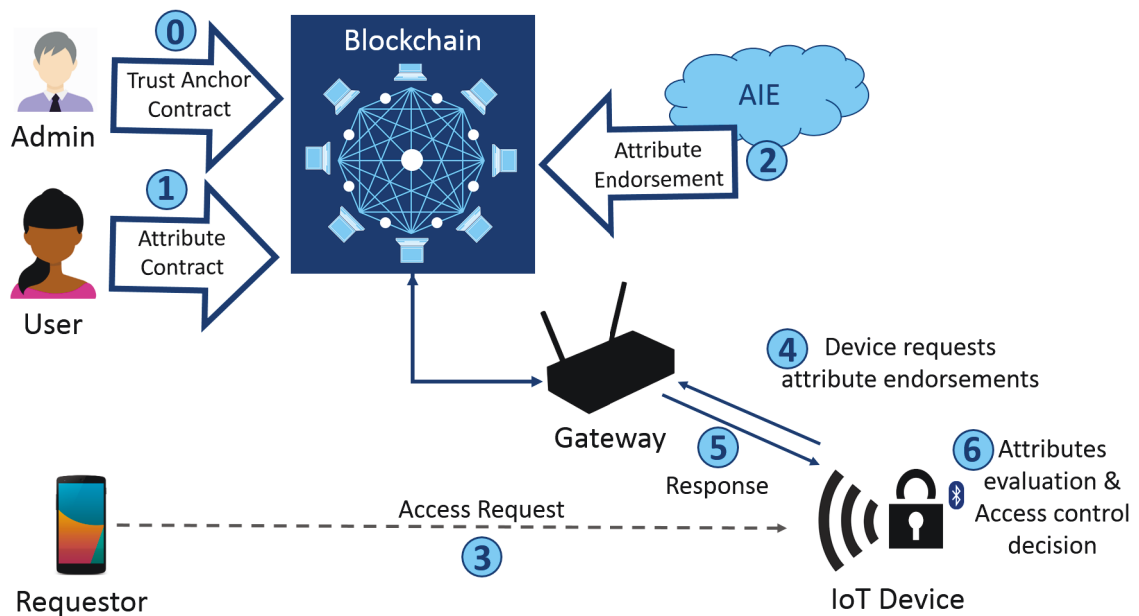 0
Trust Anchor
Contract
Admin
1
Attribute
Contract
User
Blockchain
AIE
2
Attribute
Endorsement
Gateway
4
Device requests
attribute endorsements
5
Response
Access Request
3
Requestor
6
Attributes
evaluation &
Access control
decision
IoT Device